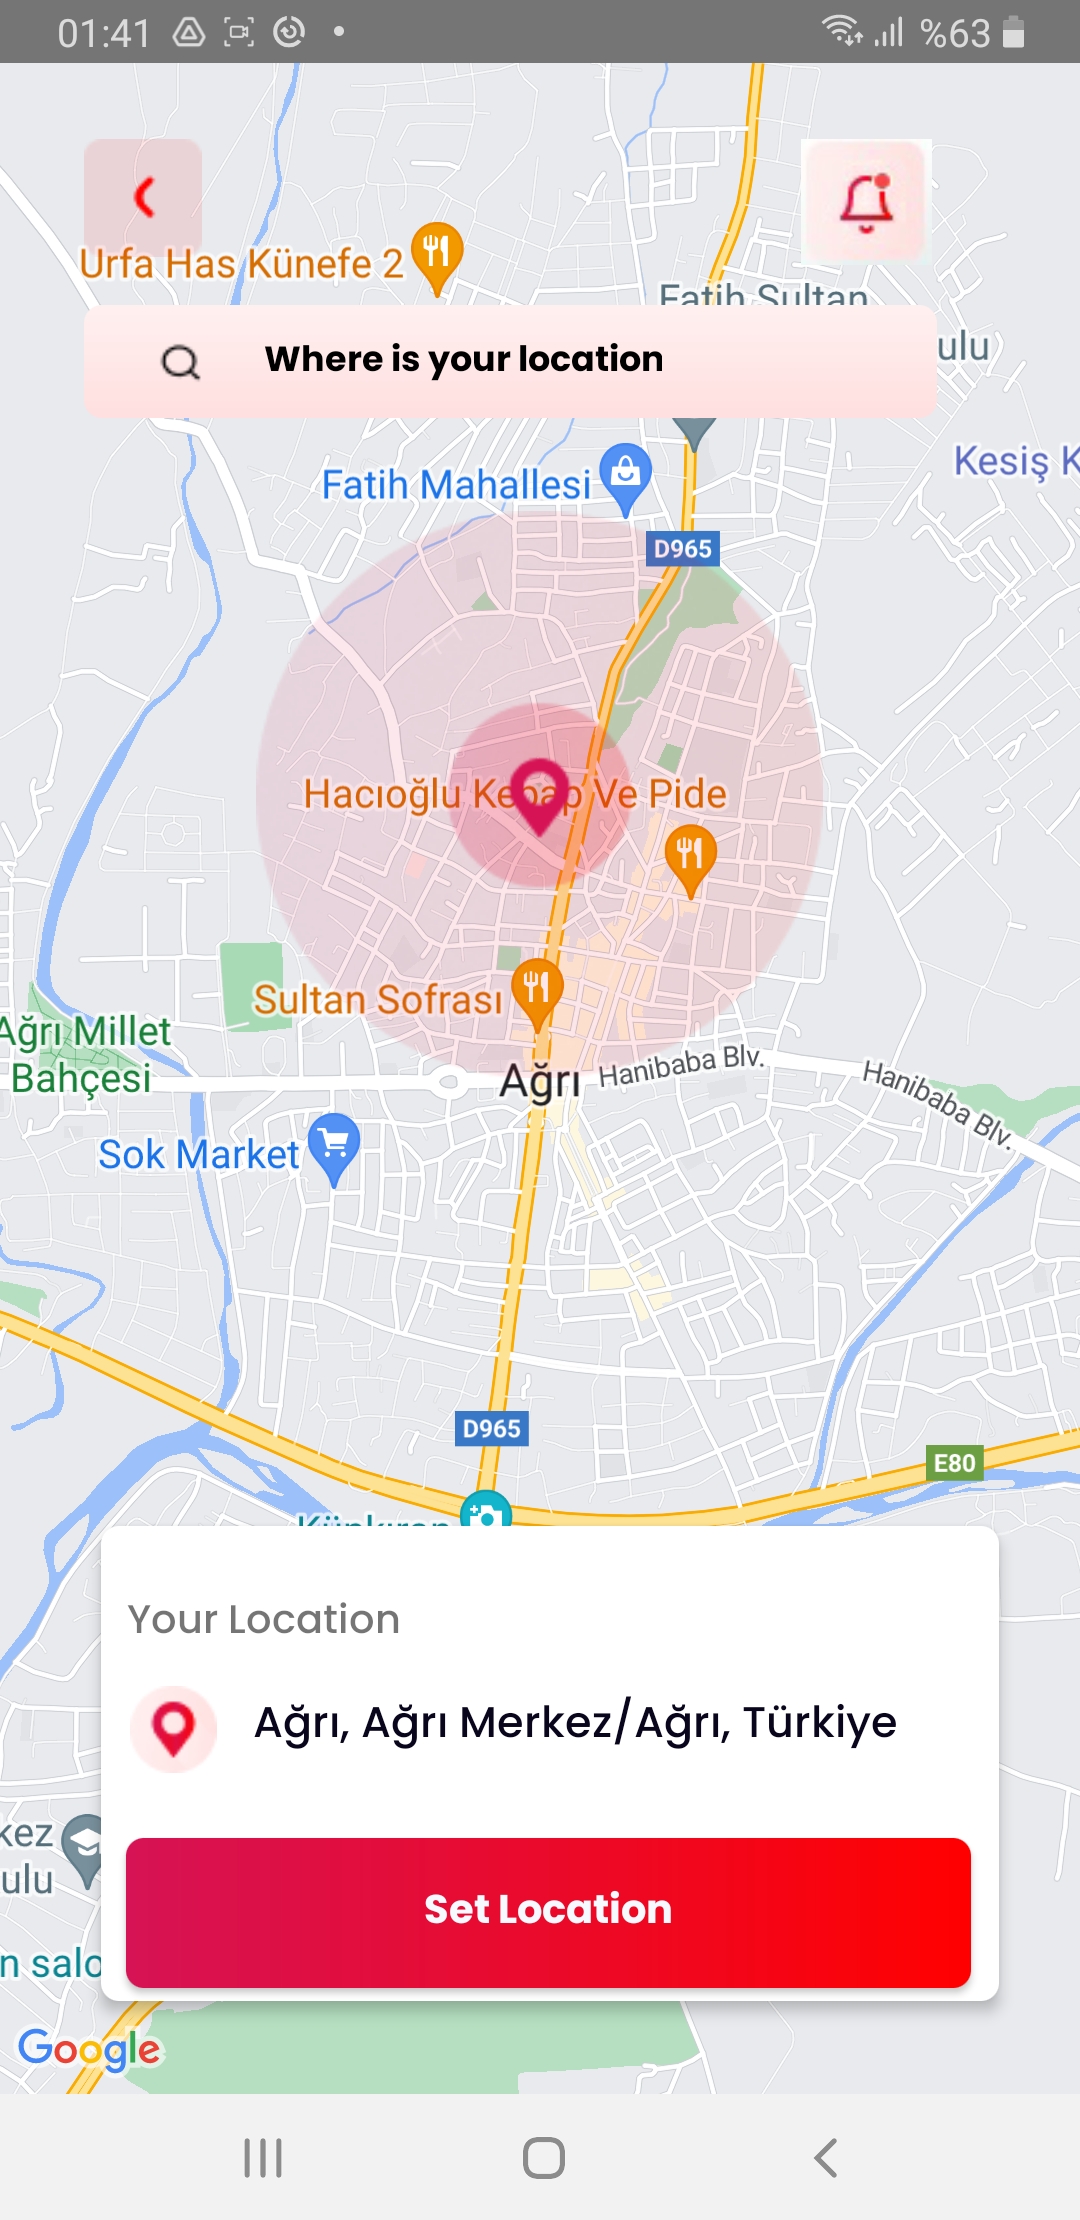 01:41
%63
Urfa Has Künefe 2
Fatih Sultan
ulu
Where is your location
Kesiş K
Fatih Mahallesi
D965
Hacıoğlu Kebap Ve Pide
Sultan Sofrası
Ağrı Millet
Bahçesi
Ağrı
Hanibaba Blv.
Hanibaba Blv.
Sok Market
D965
E80
Your Location
Ağrı, Ağrı Merkez/Ağrı, Türkiye
kez
ulu
Set Location
n salo
Google